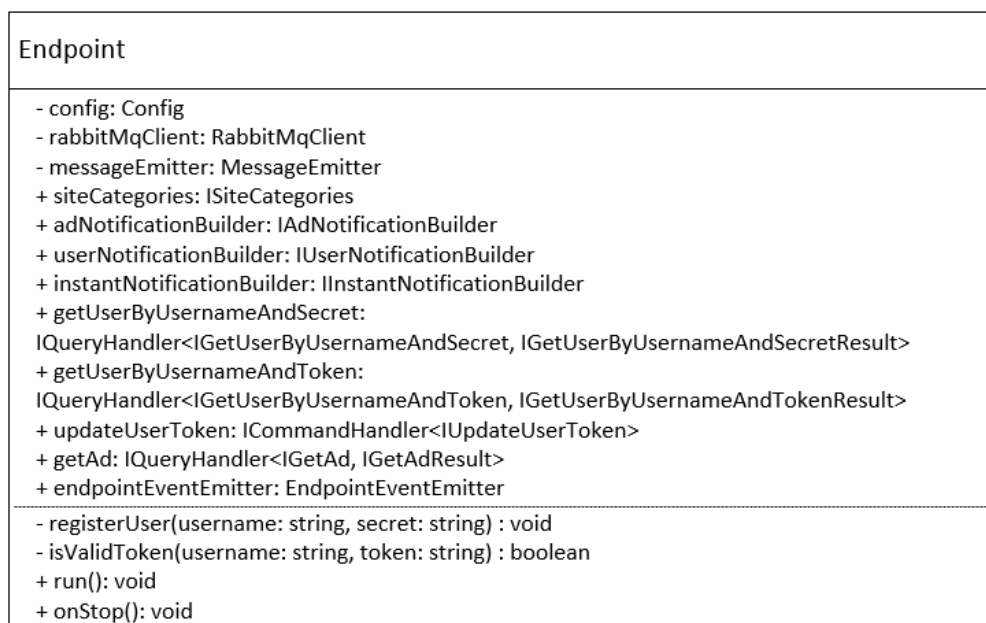 Endpoint
- config: Config
- rabbitMqClient: RabbitMqClient
- messageEmitter: MessageEmitter
+ siteCategories: ISiteCategories
+ adNotificationBuilder: IAdNotificationBuilder
+ userNotificationBuilder: IUserNotificationBuilder
+ instantNotificationBuilder: IInstantNotificationBuilder
+ getUserByUsernameAndSecret:
IQueryHandler<IGetUserByUsernameAndSecret, IGetUserByUsernameAndSecretResult>
+ getUserByUsernameAndToken:
IQueryHandler<IGetUserByUsernameAndToken, IGetUserByUsernameAndTokenResult>
+ updateUserToken: ICommandHandler<IUpdateUserToken>
+ getAd: IQueryHandler<IGetAd, IGetAdResult>
+ endpointEventEmitter: EndpointEventEmitter
- registerUser(username: string, secret: string) : void
- isValidToken(username: string, token: string) : boolean
+ run(): void
+ onStop(): void